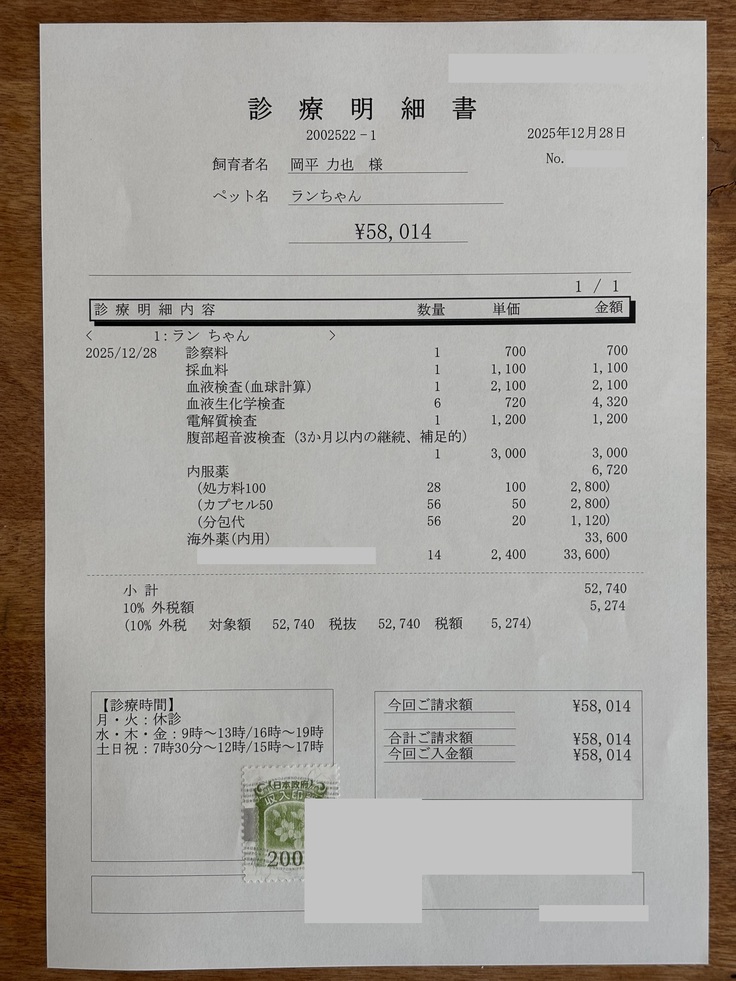 診療明細書
2002522-1
2025年12月28日
飼育者名 岡平 力也 様
No.
ペット名 ランちゃん
¥58,014
1 / 1
診療明細内容 数量 単価 金額
< 1:ラン ちゃん >
2025/12/28 診察料 1 700 700
採血料 1 1,100 1,100
血液検査(血球計算) 1 2,100 2,100
血液生化学検査 6 720 4,320
電解質検査 1 1,200 1,200
腹部超音波検査 (3か月以内の継続、補足的)
1 3,000 3,000
内服薬 6,720
(処方料100 28 100 2,800)
(カプセル50 56 50 2,800)
(分包代 56 20 1,120)
海外薬(内用) 33,600
14 2,400 33,600)
小 計 52,740
10% 外税額 5,274
(10% 外税 対象額 52,740 税抜 52,740 税額 5,274)
【診療時間】
月・火:休診
水・木・金:9時～13時/16時～19時
土日祝:7時30分～12時/15時～17時
今回ご請求額 ¥58,014
合計ご請求額 ¥58,014
今回ご入金額 ¥58,014
日本政府
収入印
200